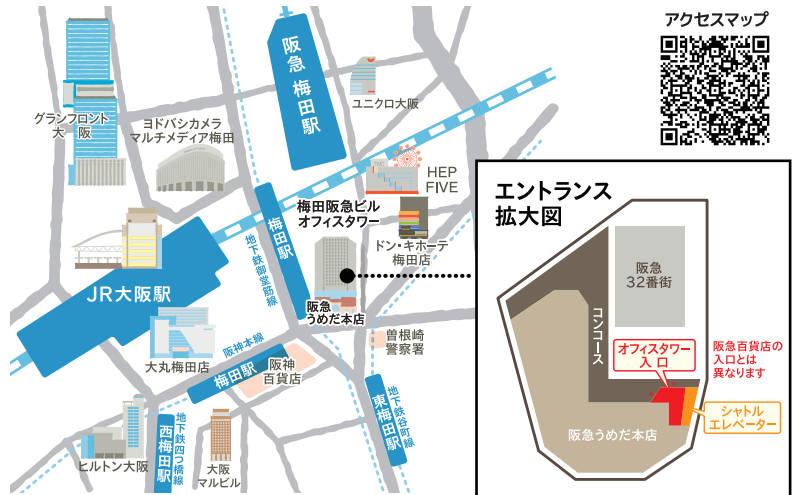 アクセスマップ
グランフロント
大　阪
ヨドバシカメラ
マルチメディア梅田
阪急 梅田駅
ユニクロ大阪
HEP
FIVE
梅田阪急ビル
オフィスタワー
ドン・キホーテ
梅田店
梅田駅
地下鉄御堂筋線
JR大阪駅
阪急
うめだ本店
大丸梅田店
阪神本線
梅田駅
阪神
百貨店
曽根崎
警察署
ヒルトン大阪
西梅田駅
地下鉄四つ橋線
大阪
マルビル
東梅田駅
地下鉄谷町線
エントランス
拡大図
阪急
32番街
コンコース
オフィスタワー
入口
阪急百貨店の
入口とは
異なります
シャトル
エレベーター
阪急うめだ本店